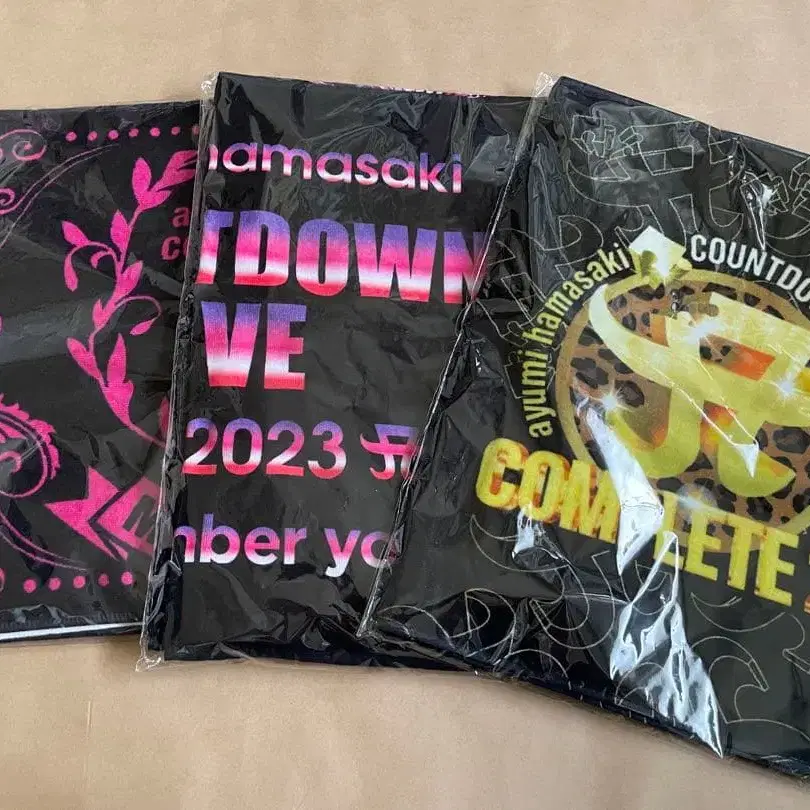 hamasaki
TDOWN
VE
2023
mber yo
ayumi hamasaki
COUNTDO
COMPLETE